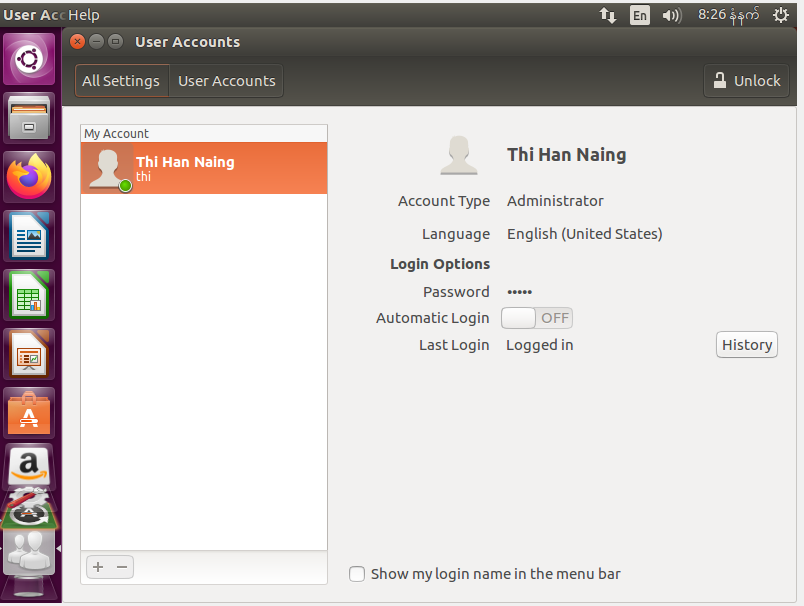 User Acc Help
En
8:26 နံနက်
User Accounts
All Settings
User Accounts
Unlock
My Account
Thi Han Naing
thi
Thi Han Naing
Account Type Administrator
Language English (United States)
Login Options
Password •••••
Automatic Login OFF
Last Login Logged in
History
Show my login name in the menu bar